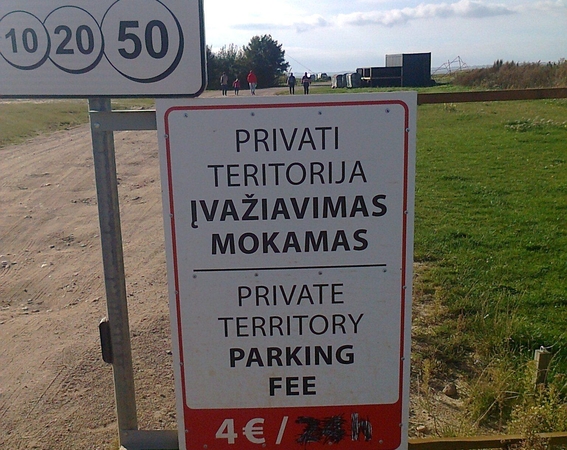 10 20 50
PRIVATI
TERITORIJA
ĮVAŽIAVIMAS
MOKAMAS
PRIVATE
TERRITORY
PARKING
FEE
4€ /